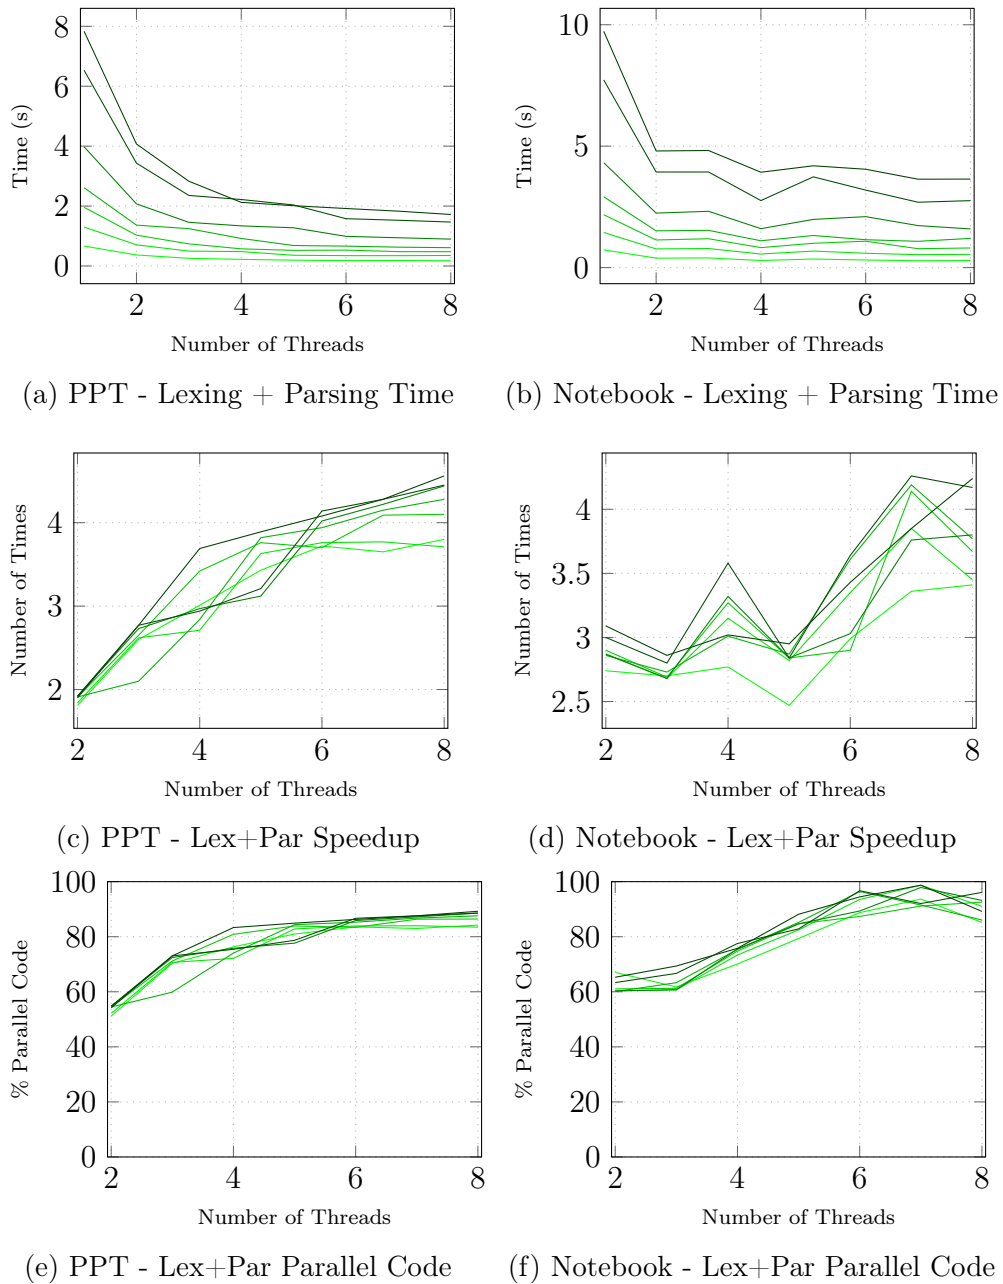 8
6
4
2
0
Time (s)
2 4 6 8
Number of Threads
(a) PPT - Lexing + Parsing Time
10
5
0
Time (s)
2 4 6 8
Number of Threads
(b) Notebook - Lexing + Parsing Time
4
3
2
Number of Times
2 4 6 8
Number of Threads
(c) PPT - Lex+Par Speedup
4
3.5
3
2.5
Number of Times
2 4 6 8
Number of Threads
(d) Notebook - Lex+Par Speedup
100
80
60
40
20
0
% Parallel Code
2 4 6 8
Number of Threads
(e) PPT - Lex+Par Parallel Code
100
80
60
40
20
0
% Parallel Code
2 4 6 8
Number of Threads
(f) Notebook - Lex+Par Parallel Code